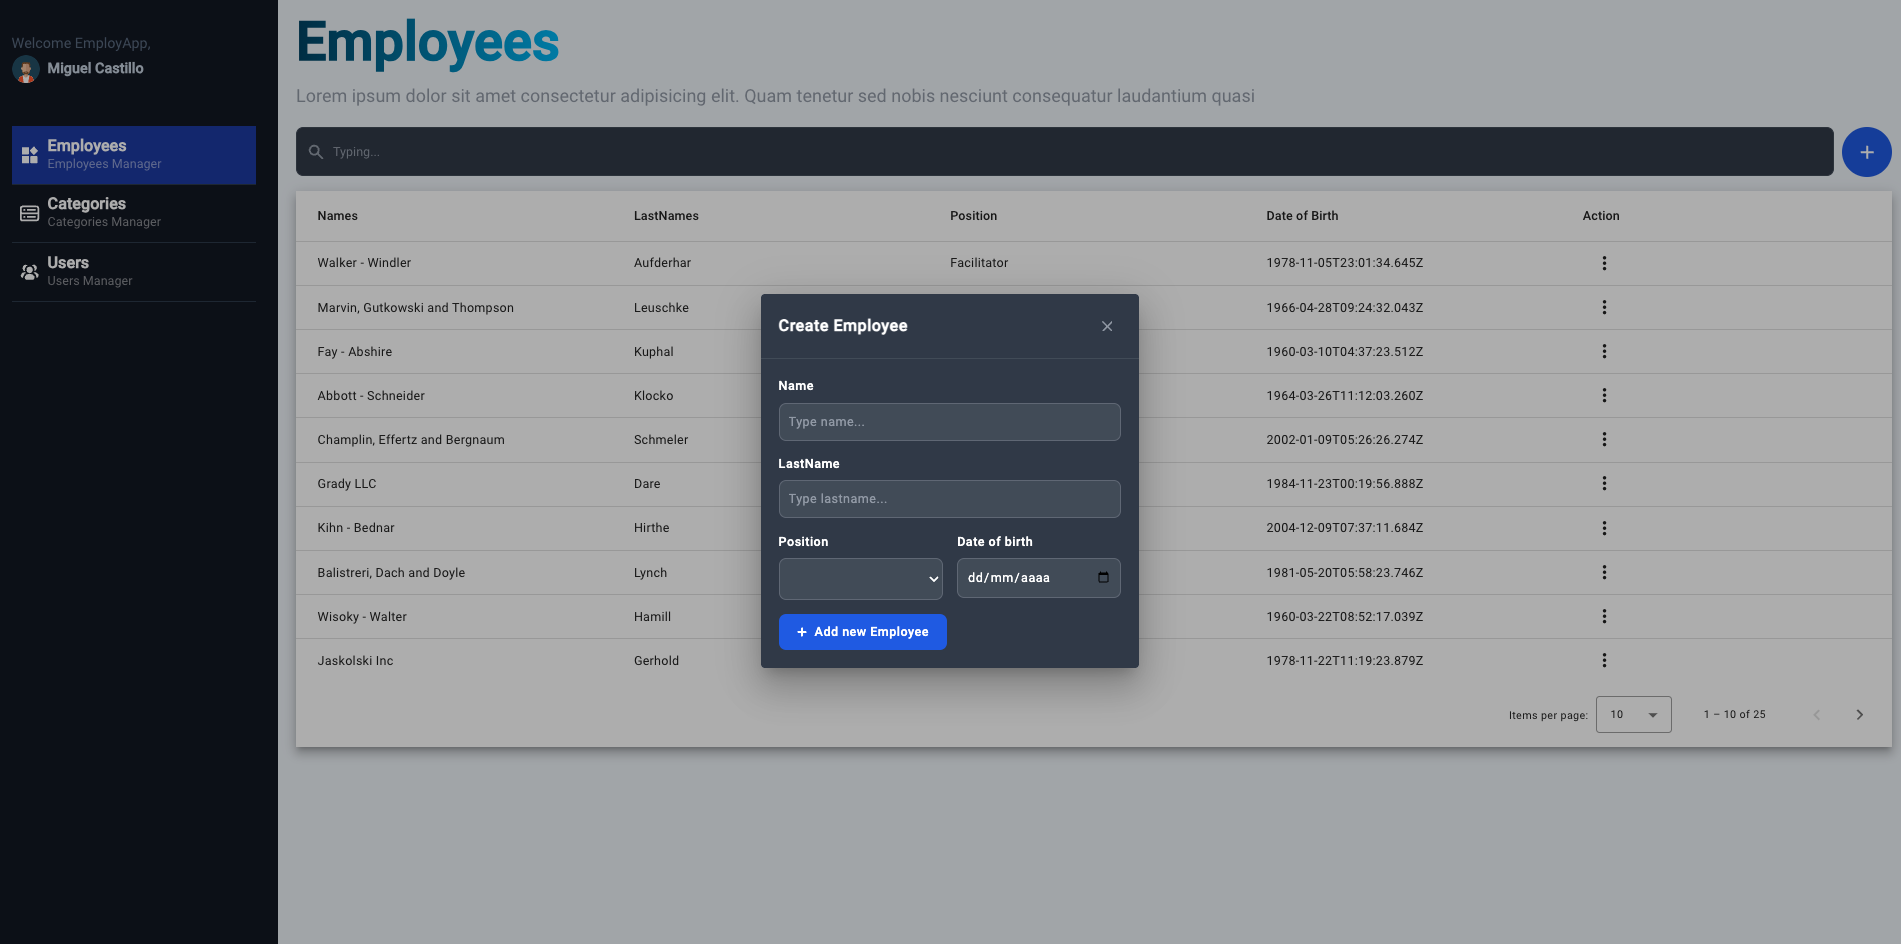 Welcome EmployApp,
Miguel Castillo
Employees
Employees Manager
Categories
Categories Manager
Users
Users Manager
Employees
Lorem ipsum dolor sit amet consectetur adipisicing elit. Quam tenetur sed nobis nesciunt consequatur laudantium quasi
Typing...
Names LastNames Position Date of Birth Action
Walker - Windler Aufderhar Facilitator 1978-11-05T23:01:34.645Z
Marvin, Gutkowski and Thompson Leuschke 1966-04-28T09:24:32.043Z
Fay - Abshire Kuphal 1960-03-10T04:37:23.512Z
Abbott - Schneider Klocko 1964-03-26T11:12:03.260Z
Champlin, Effertz and Bergnaum Schmeler 2002-01-09T05:26:26.274Z
Grady LLC Dare 1984-11-23T00:19:56.888Z
Kihn - Bednar Hirthe 2004-12-09T07:37:11.684Z
Balistreri, Dach and Doyle Lynch 1981-05-20T05:58:23.746Z
Wisoky - Walter Hamill 1960-03-22T08:52:17.039Z
Jaskolski Inc Gerhold 1978-11-22T11:19:23.879Z
Items per page: 10 1 – 10 of 25
Create Employee
Name
Type name...
LastName
Type lastname...
Position Date of birth
dd/mm/aaaa
+ Add new Employee